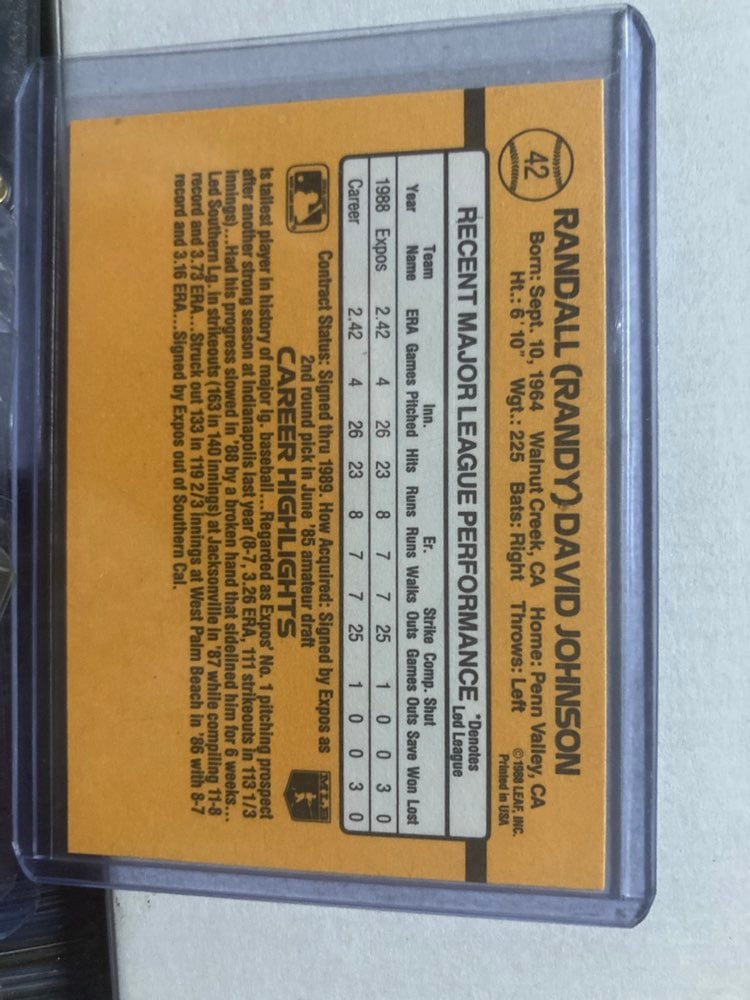 42
RANDALL (RANDY) DAVID JOHNSON
Born: Sept. 10, 1964 Walnut Creek, CA Home: Penn Valley, CA
Ht.: 6'10" Wgt.: 225 Bats: Right Throws: Left
© 1988 LEAF, INC.
Printed in USA
RECENT MAJOR LEAGUE PERFORMANCE
*Denotes
Led League
Team Inn. Er. Strike Comp. Shut
Year Name ERA Games Pitched Hits Runs Runs Walks Outs Games Outs Save Won Lost
1988 Expos 2.42 4 26 23 8 7 7 25 1 0 0 3 0
Career 2.42 4 26 23 8 7 7 25 1 0 0 3 0
Contract Status: Signed thru 1989. How Acquired: Signed by Expos as
2nd round pick in June '85 amateur draft
MLB
CAREER HIGHLIGHTS
Is tallest player in history of major lg. baseball...Regarded as Expos' No. 1 pitching prospect
after another strong season at Indianapolis last year (8-7, 3.26 ERA, 111 strikeouts in 113 1/3
innings)...Had his progress slowed in '88 by a broken hand that sidelined him for 6 weeks...
Led Southern Lg. in strikeouts (163 in 140 innings) at Jacksonville in '87 while compiling 11-8
record and 3.73 ERA...Struck out 133 in 119 2/3 innings at West Palm Beach in '86 with 8-7
record and 3.16 ERA...Signed by Expos out of Southern Cal.